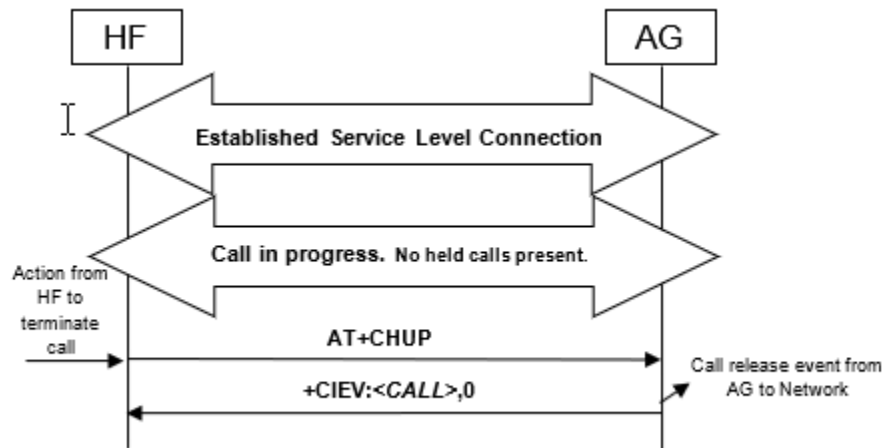 HF
AG
Established Service Level Connection
Call in progress. No held calls present.
Action from
HF to
terminate
call
AT+CHUP
+CIEV:<CALL>,0
Call release event from
AG to Network